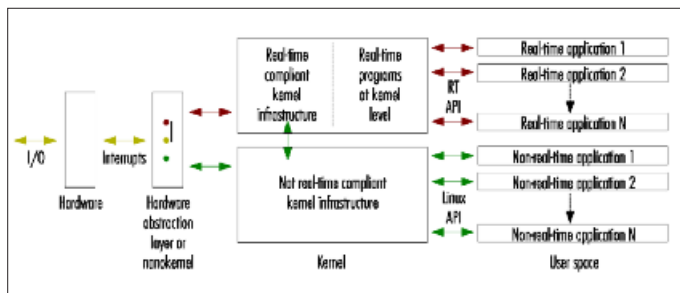 Real-time
compliant
kernel
infrastructure
Real-time
programs
at kernel
level
RT
API
Real-time application 1
Real-time application 2
Real-time application N
I/O
Interrupts
Hardware
Hardware
abstraction
layer or
nanokernel
Not real-time compliant
kernel infrastructure
Kernel
Linux
API
Non-real-time application 1
Non-real-time application 2
Non-real-time application N
User space